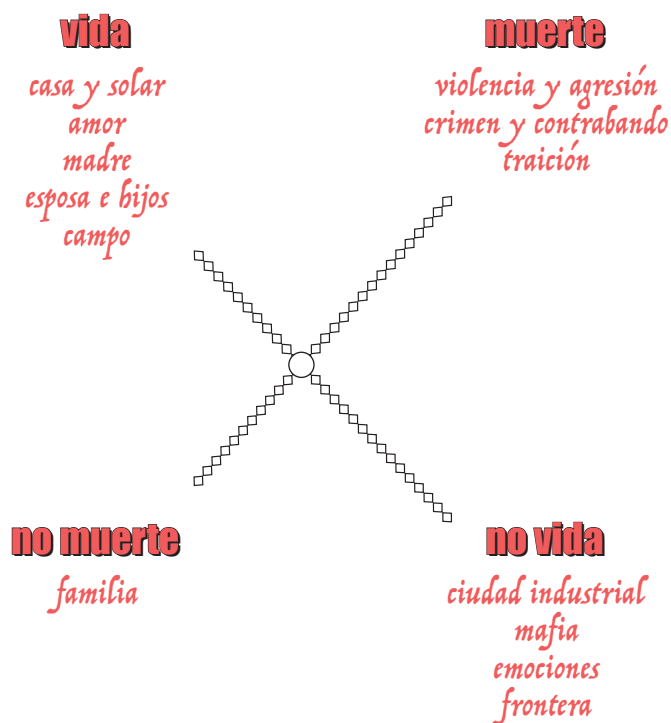 vida
casa y solar
amor
madre
esposa e hijos
campo
muerte
violencia y agresión
crimen y contrabando
traición
no muerte
familia
no vida
ciudad industrial
mafia
emociones
frontera